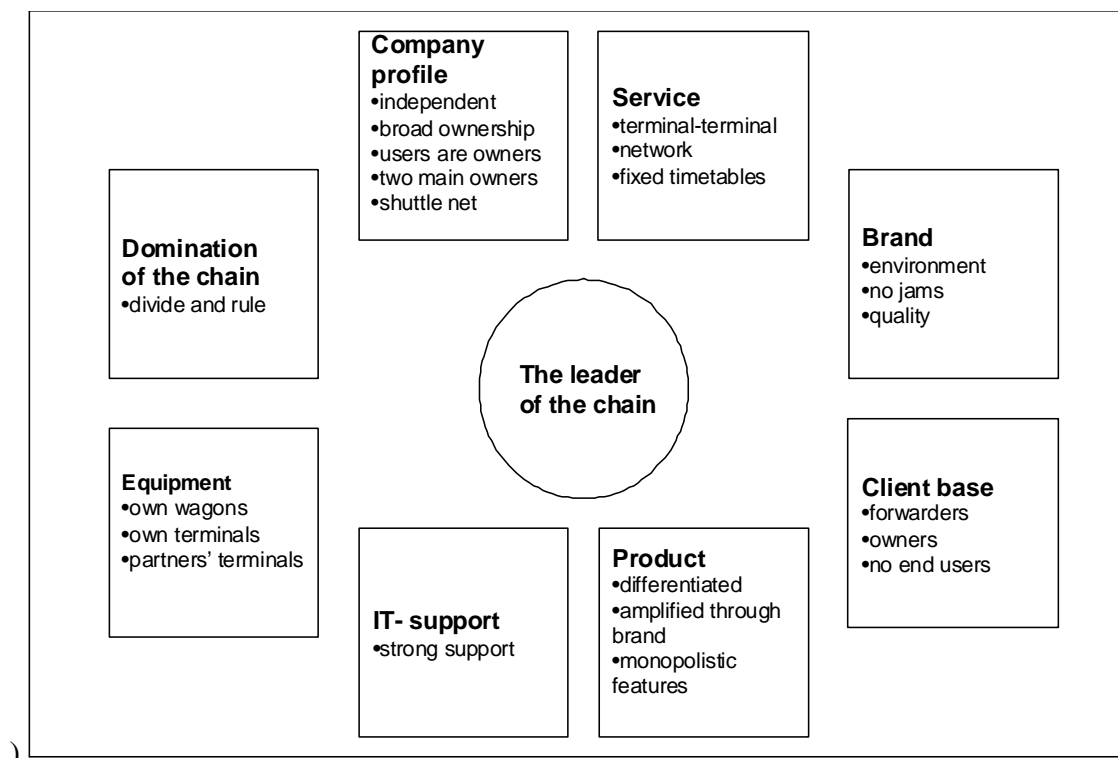 Company
profile
•independent
•broad ownership
•users are owners
•two main owners
•shuttle net
Service
•terminal-terminal
•network
•fixed timetables
Domination
of the chain
•divide and rule
Brand
•environment
•no jams
•quality
The leader
of the chain
Equipment
•own wagons
•own terminals
•partners’ terminals
Client base
•forwarders
•owners
•no end users
IT- support
•strong support
Product
•differentiated
•amplified through
brand
•monopolistic
features
)